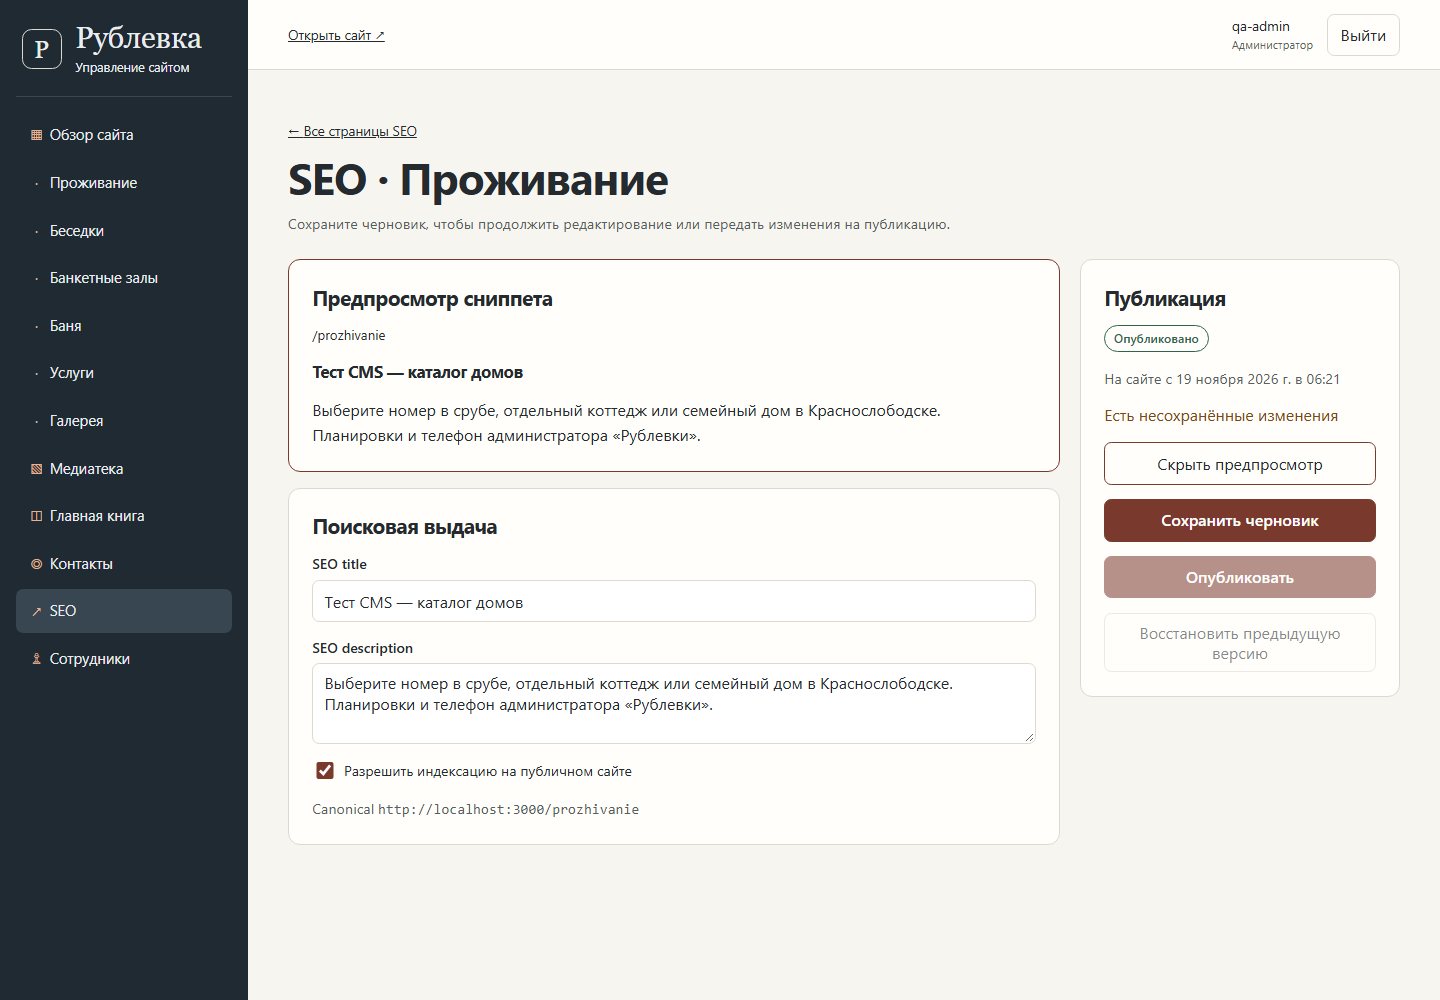 Р
Рублевка
Управление сайтом
Обзор сайта
Проживание
Беседки
Банкетные залы
Баня
Услуги
Галерея
Медиатека
Главная книга
Контакты
SEO
Сотрудники
Открыть сайт ↗
qa-admin
Администратор
Выйти
← Все страницы SEO
SEO · Проживание
Сохраните черновик, чтобы продолжить редактирование или передать изменения на публикацию.
Предпросмотр сниппета
/prozhivanie
Тест CMS — каталог домов
Выберите номер в срубе, отдельный коттедж или семейный дом в Краснослободске.
Планировки и телефон администратора «Рублевки».
Поисковая выдача
SEO title
Тест CMS — каталог домов
SEO description
Выберите номер в срубе, отдельный коттедж или семейный дом в Краснослободске.
Планировки и телефон администратора «Рублевки».
Разрешить индексацию на публичном сайте
Canonical http://localhost:3000/prozhivanie
Публикация
Опубликовано
На сайте с 19 ноября 2026 г. в 06:21
Есть несохранённые изменения
Скрыть предпросмотр
Сохранить черновик
Опубликовать
Восстановить предыдущую
версию